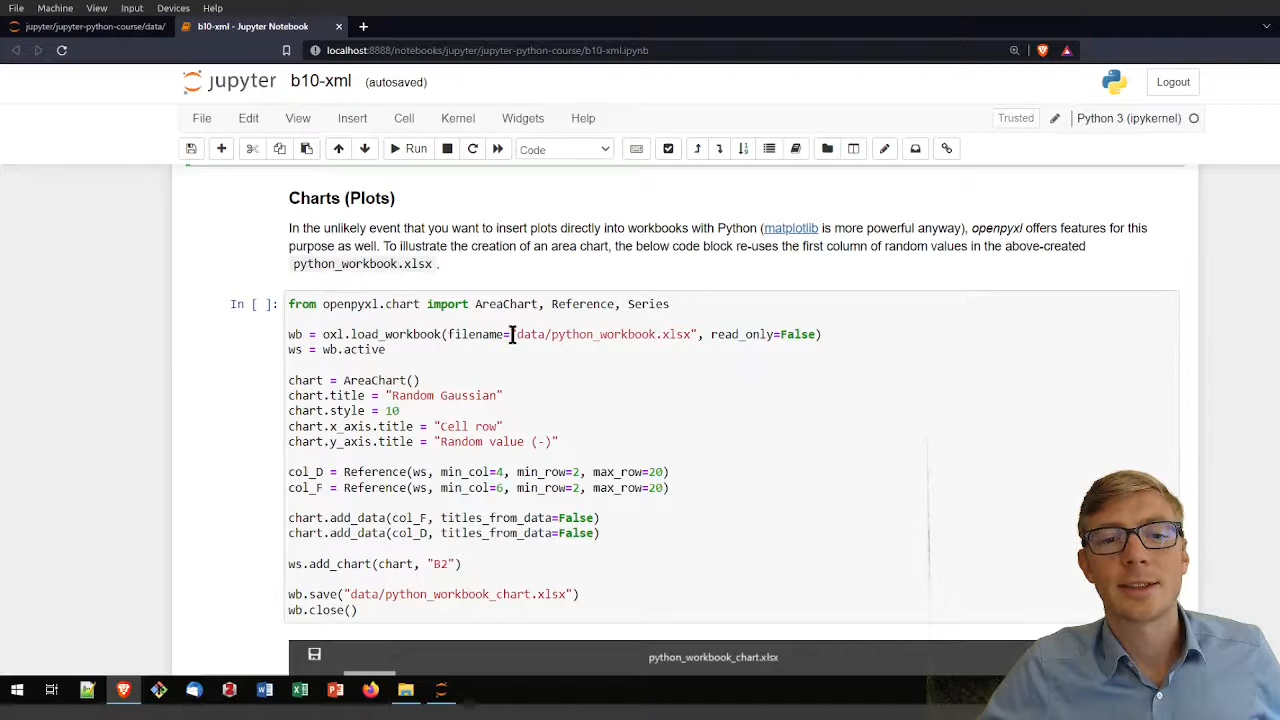 File Machine View Input Devices Help
jupyter/jupyter-python-course/data/ b10-xml - Jupyter Notebook × +
localhost:8888/notebooks/jupyter/jupyter-python-course/b10-xml.ipynb
jupyter b10-xml (autosaved) Logout
File Edit View Insert Cell Kernel Widgets Help Trusted Python 3 (ipykernel)
Run Code
Charts (Plots)
In the unlikely event that you want to insert plots directly into workbooks with Python (matplotlib is more powerful anyway), openpyxl offers features for this
purpose as well. To illustrate the creation of an area chart, the below code block re-uses the first column of random values in the above-created
python_workbook.xlsx .
In [ ]: from openpyxl.chart import AreaChart, Reference, Series
wb = oxl.load_workbook(filename="data/python_workbook.xlsx", read_only=False)
ws = wb.active
chart = AreaChart()
chart.title = "Random Gaussian"
chart.style = 10
chart.x_axis.title = "Cell row"
chart.y_axis.title = "Random value (-)"
col_D = Reference(ws, min_col=4, min_row=2, max_row=20)
col_F = Reference(ws, min_col=6, min_row=2, max_row=20)
chart.add_data(col_F, titles_from_data=False)
chart.add_data(col_D, titles_from_data=False)
ws.add_chart(chart, "B2")
wb.save("data/python_workbook_chart.xlsx")
wb.close()
python_workbook_chart.xlsx